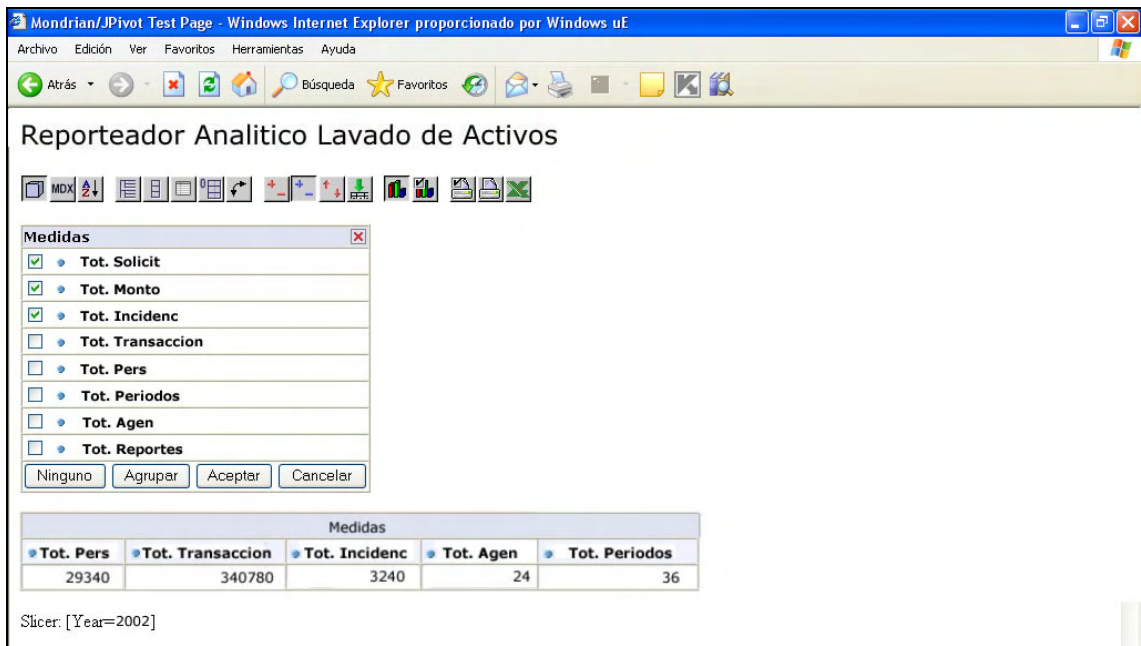 Mondrian/JPivot Test Page - Windows Internet Explorer proporcionado por Windows uE
Archivo Edición Ver Favoritos Herramientas Ayuda
Atrás Búsqueda Favoritos
Reporteador Analitico Lavado de Activos
MDX
Medidas
Tot. Solicit
Tot. Monto
Tot. Incidenc
Tot. Transaccion
Tot. Pers
Tot. Periodos
Tot. Agen
Tot. Reportes
Ninguno Agrupar Aceptar Cancelar
Medidas
Tot. Pers Tot. Transaccion Tot. Incidenc Tot. Agen Tot. Periodos
29340 340780 3240 24 36
Slicer: [Year=2002]